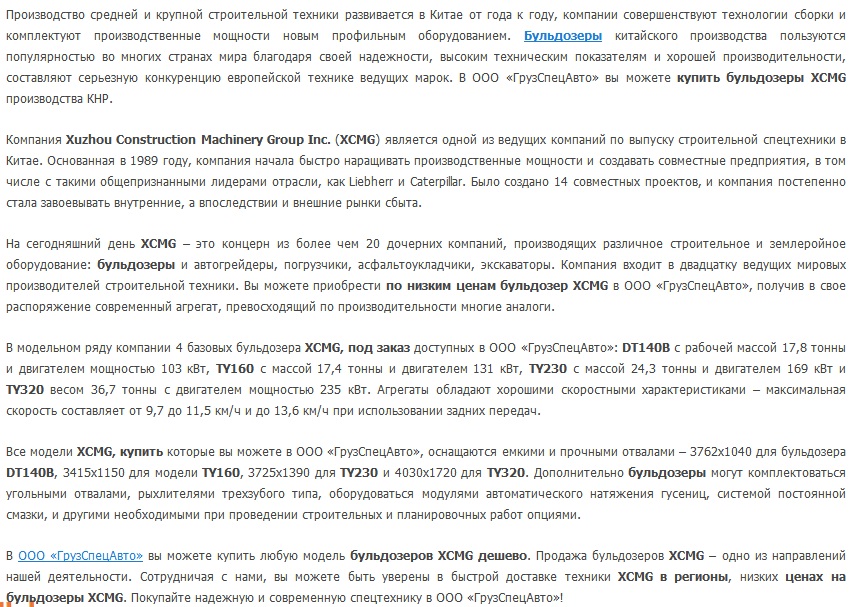 Производство средней и крупной строительной техники развивается в Китае от года к году, компании совершенствуют технологии сборки и
комплектуют производственные мощности новым профильным оборудованием. Бульдозеры китайского производства пользуются
популярностью во многих странах мира благодаря своей надежности, высоким техническим показателям и хорошей производительности,
составляют серьезную конкуренцию европейской технике ведущих марок. В ООО «ГрузСпецАвто» вы можете купить бульдозеры XCMG
производства КНР.
Компания Xuzhou Construction Machinery Group Inc. (XCMG) является одной из ведущих компаний по выпуску строительной спецтехники в
Китае. Основанная в 1989 году, компания начала быстро наращивать производственные мощности и создавать совместные предприятия, в том
числе с такими общепризнанными лидерами отрасли, как Liebherr и Caterpillar. Было создано 14 совместных проектов, и компания постепенно
стала завоевывать внутренние, а впоследствии и внешние рынки сбыта.
На сегодняшний день XCMG – это концерн из более чем 20 дочерних компаний, производящих различное строительное и землеройное
оборудование: бульдозеры и автогрейдеры, погрузчики, асфальтоукладчики, экскаваторы. Компания входит в двадцатку ведущих мировых
производителей строительной техники. Вы можете приобрести по низким ценам бульдозер XCMG в ООО «ГрузСпецАвто», получив в свое
распоряжение современный агрегат, превосходящий по производительности многие аналоги.
В модельном ряду компании 4 базовых бульдозера XCMG, под заказ доступных в ООО «ГрузСпецАвто»: DT140B с рабочей массой 17,8 тонны
и двигателем мощностью 103 кВт, TY160 с массой 17,4 тонны и двигателем 131 кВт, TY230 с массой 24,3 тонны и двигателем 169 кВт и
TY320 весом 36,7 тонны с двигателем мощностью 235 кВт. Агрегаты обладают хорошими скоростными характеристиками – максимальная
скорость составляет от 9,7 до 11,5 км/ч и до 13,6 км/ч при использовании задних передач.
Все модели XCMG, купить которые вы можете в ООО «ГрузСпецАвто», оснащаются емкими и прочными отвалами – 3762х1040 для бульдозера
DT140B, 3415х1150 для модели TY160, 3725х1390 для TY230 и 4030х1720 для TY320. Дополнительно бульдозеры могут комплектоваться
угольными отвалами, рыхлителями трехзубого типа, оборудоваться модулями автоматического натяжения гусениц, системой постоянной
смазки, и другими необходимыми при проведении строительных и планировочных работ опциями.
В ООО «ГрузСпецАвто» вы можете купить любую модель бульдозеров XCMG дешево. Продажа бульдозеров XCMG – одно из направлений
нашей деятельности. Сотрудничая с нами, вы можете быть уверены в быстрой доставке техники XCMG в регионы, низких ценах на
бульдозеры XCMG. Покупайте надежную и современную спецтехнику в ООО «ГрузСпецАвто»!